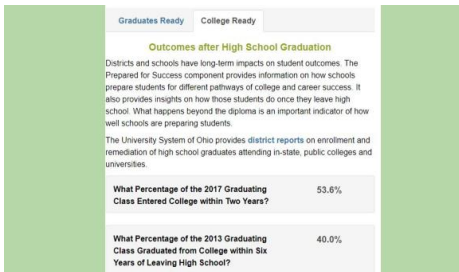 Graduates Ready College Ready
Outcomes after High School Graduation
Districts and schools have long-term impacts on student outcomes. The
Prepared for Success component provides information on how schools
prepare students for different pathways of college and career success. It
also provides insights on how those students do once they leave high
school. What happens beyond the diploma is an important indicator of how
well schools are preparing students.
The University System of Ohio provides district reports on enrollment and
remediation of high school graduates attending in-state, public colleges and
universities.
What Percentage of the 2017 Graduating 53.6%
Class Entered College within Two Years?
What Percentage of the 2013 Graduating 40.0%
Class Graduated from College within Six
Years of Leaving High School?